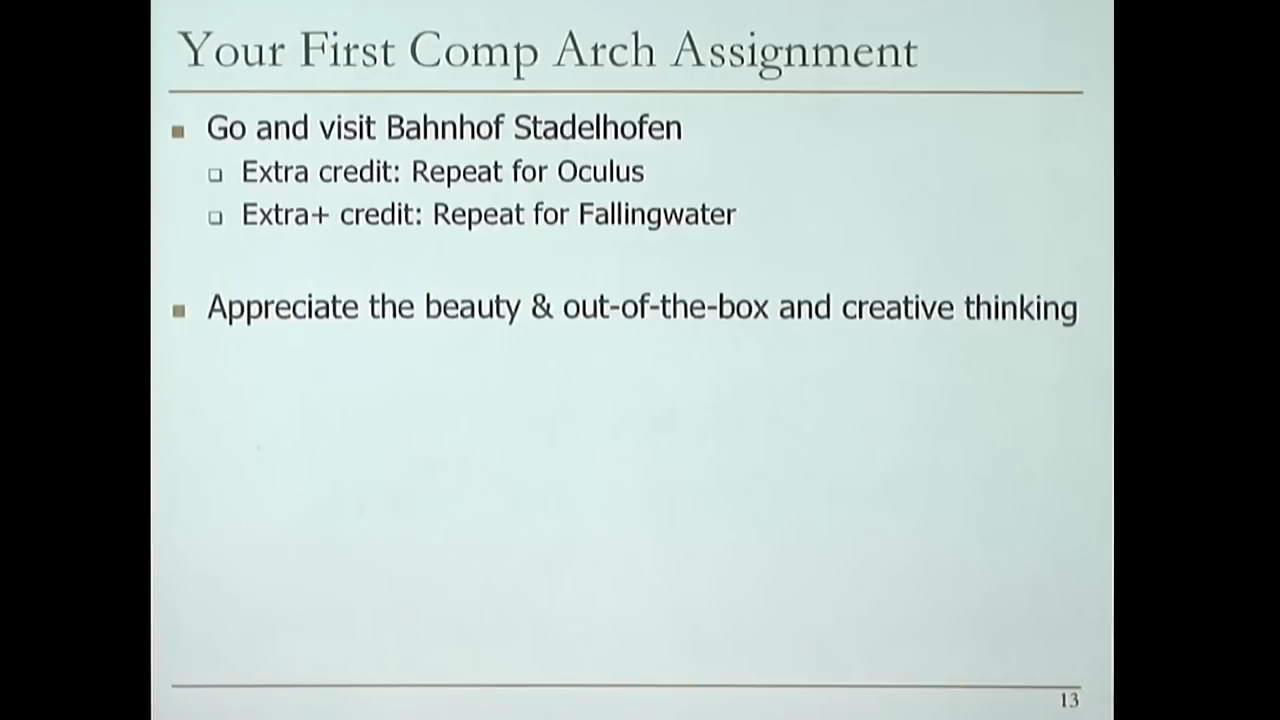 Your First Comp Arch Assignment
Go and visit Bahnhof Stadelhofen
Extra credit: Repeat for Oculus
Extra+ credit: Repeat for Fallingwater
Appreciate the beauty & out-of-the-box and creative thinking
13